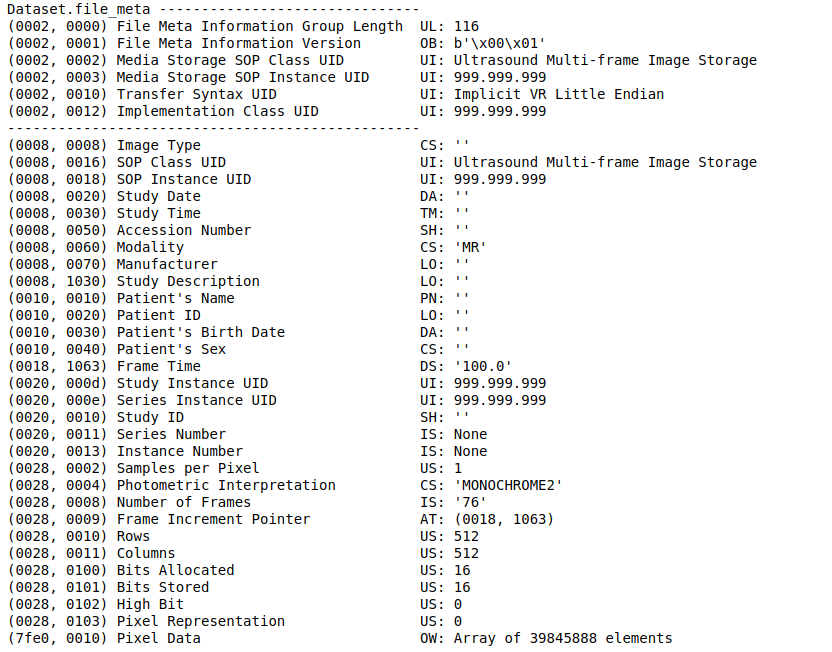 Dataset.file_meta -------------------------------
(0002, 0000) File Meta Information Group Length  UL: 116
(0002, 0001) File Meta Information Version       OB: b'\x00\x01'
(0002, 0002) Media Storage SOP Class UID         UI: Ultrasound Multi-frame Image Storage
(0002, 0003) Media Storage SOP Instance UID      UI: 999.999.999
(0002, 0010) Transfer Syntax UID                 UI: Implicit VR Little Endian
(0002, 0012) Implementation Class UID            UI: 999.999.999
-------------------------------------------------
(0008, 0008) Image Type                          CS: ''
(0008, 0016) SOP Class UID                       UI: Ultrasound Multi-frame Image Storage
(0008, 0018) SOP Instance UID                    UI: 999.999.999
(0008, 0020) Study Date                          DA: ''
(0008, 0030) Study Time                          TM: ''
(0008, 0050) Accession Number                    SH: ''
(0008, 0060) Modality                            CS: 'MR'
(0008, 0070) Manufacturer                        LO: ''
(0008, 1030) Study Description                   LO: ''
(0010, 0010) Patient's Name                      PN: ''
(0010, 0020) Patient ID                          LO: ''
(0010, 0030) Patient's Birth Date                DA: ''
(0010, 0040) Patient's Sex                       CS: ''
(0018, 1063) Frame Time                          DS: '100.0'
(0020, 000d) Study Instance UID                  UI: 999.999.999
(0020, 000e) Series Instance UID                 UI: 999.999.999
(0020, 0010) Study ID                            SH: ''
(0020, 0011) Series Number                       IS: None
(0020, 0013) Instance Number                     IS: None
(0028, 0002) Samples per Pixel                   US: 1
(0028, 0004) Photometric Interpretation          CS: 'MONOCHROME2'
(0028, 0008) Number of Frames                    IS: '76'
(0028, 0009) Frame Increment Pointer             AT: (0018, 1063)
(0028, 0010) Rows                                US: 512
(0028, 0011) Columns                             US: 512
(0028, 0100) Bits Allocated                      US: 16
(0028, 0101) Bits Stored                         US: 16
(0028, 0102) High Bit                            US: 0
(0028, 0103) Pixel Representation                US: 0
(7fe0, 0010) Pixel Data                          OW: Array of 39845888 elements